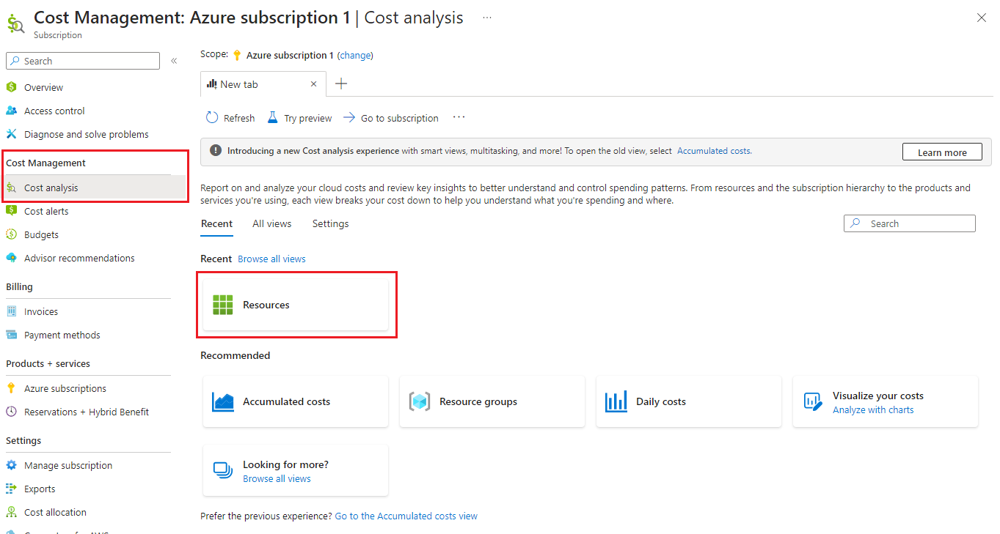 Cost Management: Azure subscription 1 | Cost analysis ...
Subscription
Search «
Overview
Access control
Diagnose and solve problems
Cost Management
Cost analysis
Cost alerts
Budgets
Advisor recommendations
Billing
Invoices
Payment methods
Products + services
Azure subscriptions
Reservations + Hybrid Benefit
Settings
Manage subscription
Exports
Cost allocation
Scope: Azure subscription 1 (change)
New tab
Refresh Try preview Go to subscription ...
Introducing a new Cost analysis experience with smart views, multitasking, and more! To open the old view, select Accumulated costs. Learn more
Report on and analyze your cloud costs and review key insights to better understand and control spending patterns. From resources and the subscription hierarchy to the products and
services you're using, each view breaks your cost down to help you understand what you're spending and where.
Recent All views Settings Search
Recent Browse all views
Resources
Recommended
Accumulated costs Resource groups Daily costs Visualize your costs
Analyze with charts
Looking for more?
Browse all views
Prefer the previous experience? Go to the Accumulated costs view